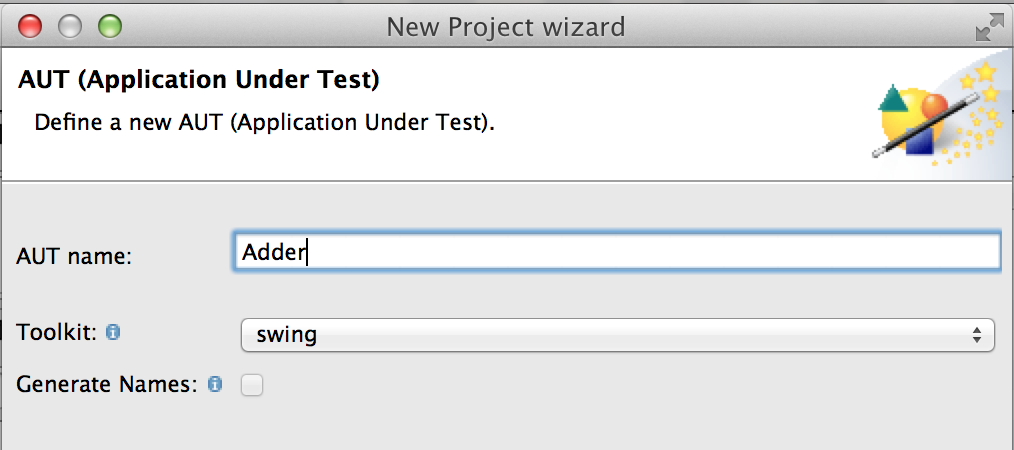 New Project wizard
AUT (Application Under Test)
Define a new AUT (Application Under Test).
AUT name: Adder
Toolkit: swing
Generate Names: